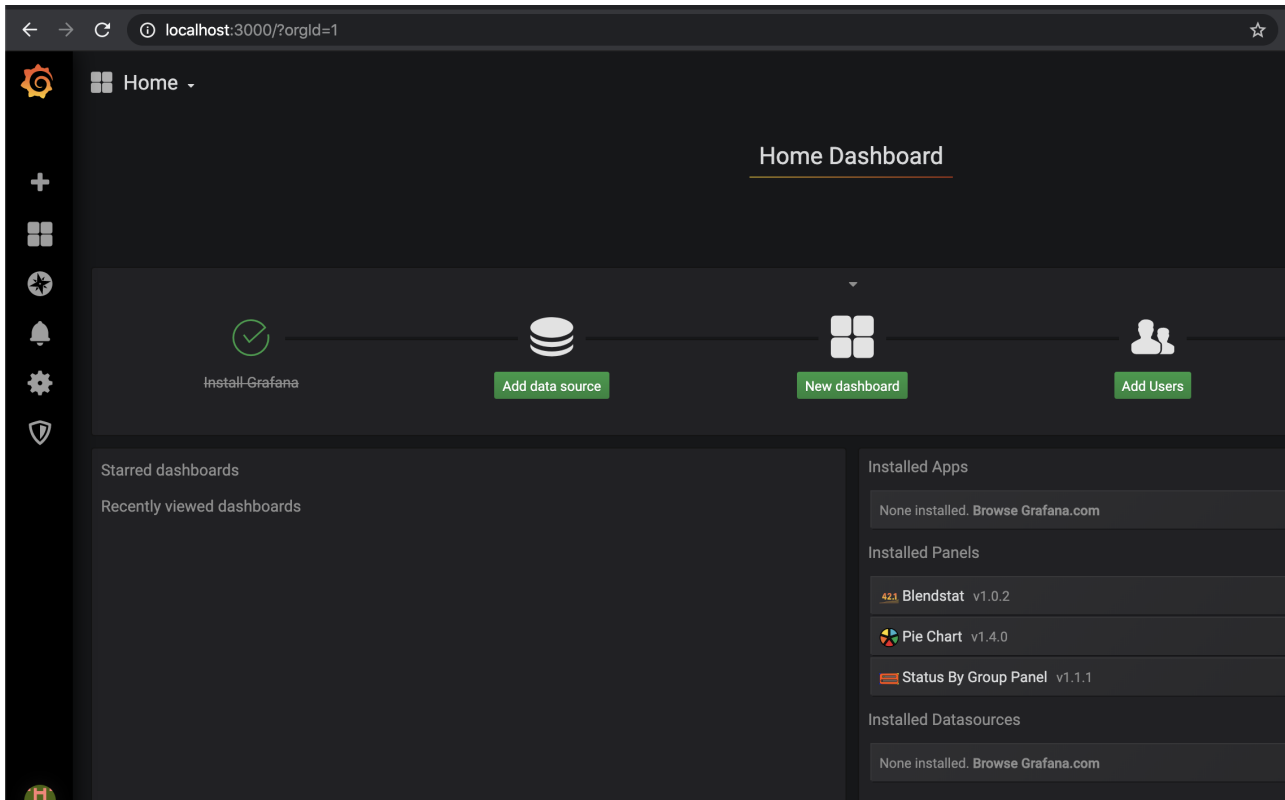 localhost:3000/?orgId=1
Home
Home Dashboard
Install Grafana
Add data source
New dashboard
Add Users
Starred dashboards
Recently viewed dashboards
Installed Apps
None installed. Browse Grafana.com
Installed Panels
42.1 Blendstat v1.0.2
Pie Chart v1.4.0
Status By Group Panel v1.1.1
Installed Datasources
None installed. Browse Grafana.com